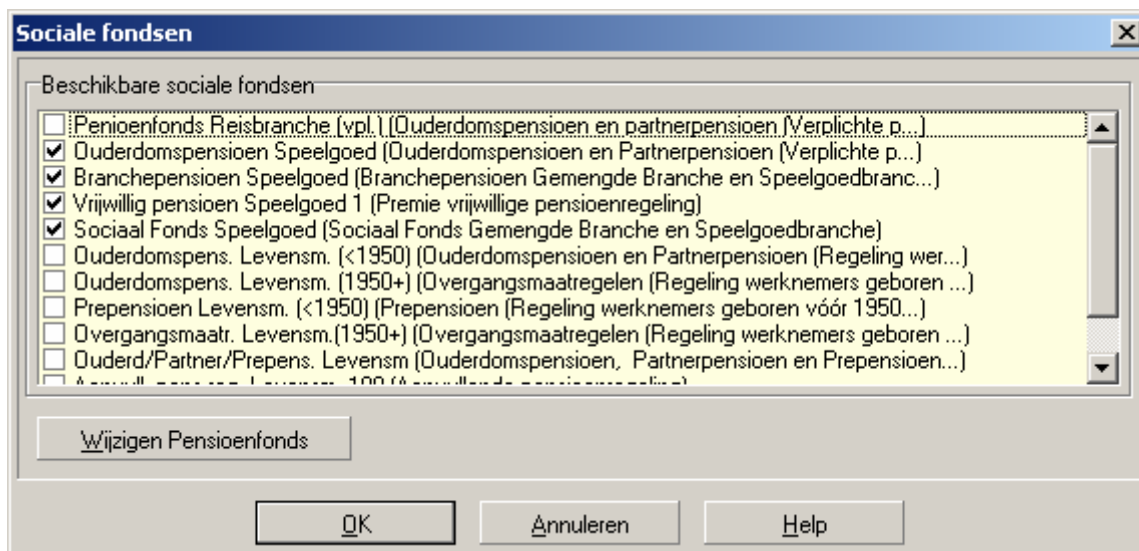 Sociale fondsen
Beschikbare sociale fondsen
Penioenfonds Reisbranche (vpl.) (Ouderdomspensioen en partnerpensioen (Verplichte p...)
Ouderdomspensioen Speelgoed (Ouderdomspensioen en Partnerpensioen (Verplichte p...)
Branchepensioen Speelgoed (Branchepensioen Gemengde Branche en Speelgoedbranc...)
Vrijwillig pensioen Speelgoed 1 (Premie vrijwillige pensioenregeling)
Sociaal Fonds Speelgoed (Sociaal Fonds Gemengde Branche en Speelgoedbranche)
Ouderdomspens. Levensm. (<1950) (Ouderdomspensioen en Partnerpensioen (Regeling wer...)
Ouderdomspens. Levensm. (1950+) (Overgangsmaatregelen (Regeling werknemers geboren ...)
Prepensioen Levensm. (<1950) (Prepensioen (Regeling werknemers geboren vóór 1950...)
Overgangsmaatr. Levensm.(1950+) (Overgangsmaatregelen (Regeling werknemers geboren ...)
Ouderd/Partner/Prepens. Levensm (Ouderdomspensioen, Partnerpensioen en Prepensioen...)
Wijzigen Pensioenfonds
OK
Annuleren
Help